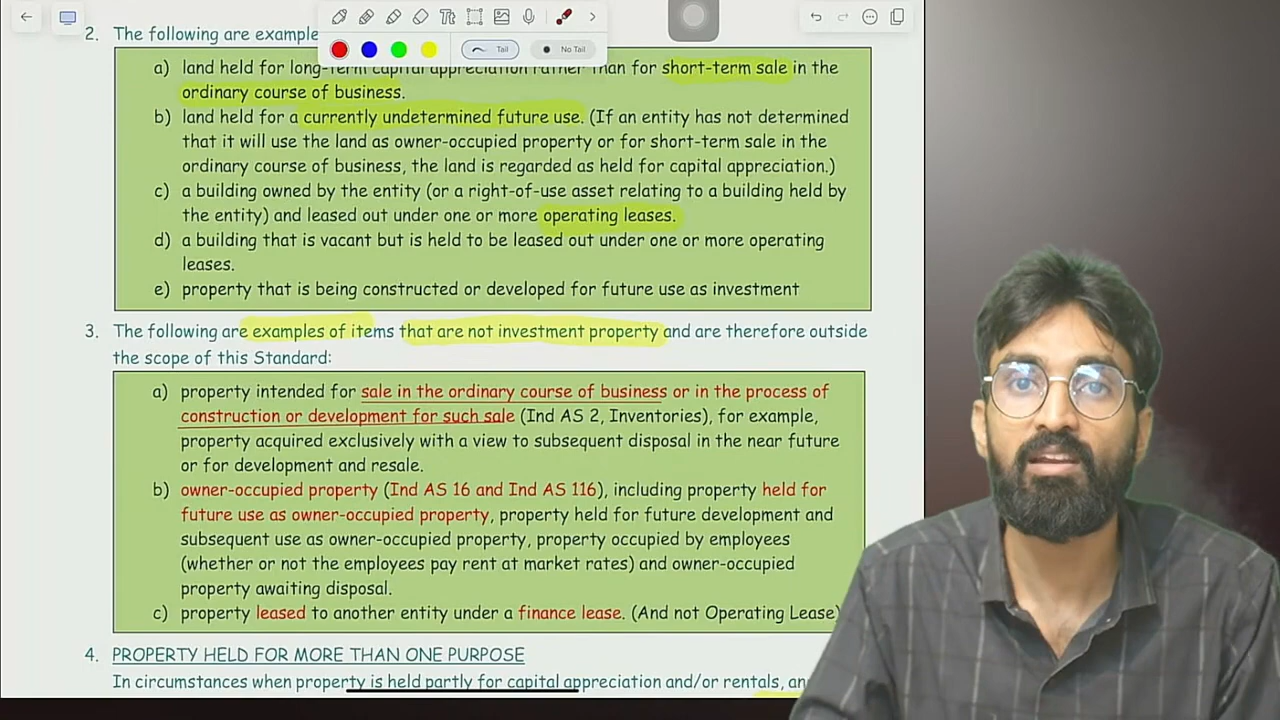 Tail
No Tail
2. The following are example
a) land held for long-term capital appreciation rather than for short-term sale in the
ordinary course of business.
b) land held for a currently undetermined future use. (If an entity has not determined
that it will use the land as owner-occupied property or for short-term sale in the
ordinary course of business, the land is regarded as held for capital appreciation.)
c) a building owned by the entity (or a right-of-use asset relating to a building held by
the entity) and leased out under one or more operating leases.
d) a building that is vacant but is held to be leased out under one or more operating
leases.
e) property that is being constructed or developed for future use as investment
3. The following are examples of items that are not investment property and are therefore outside
the scope of this Standard:
a) property intended for sale in the ordinary course of business or in the process of
construction or development for such sale (Ind AS 2, Inventories), for example,
property acquired exclusively with a view to subsequent disposal in the near future
or for development and resale.
b) owner-occupied property (Ind AS 16 and Ind AS 116), including property held for
future use as owner-occupied property, property held for future development and
subsequent use as owner-occupied property, property occupied by employees
(whether or not the employees pay rent at market rates) and owner-occupied
property awaiting disposal.
c) property leased to another entity under a finance lease. (And not Operating Lease)
4. PROPERTY HELD FOR MORE THAN ONE PURPOSE
In circumstances when property is held partly for capital appreciation and/or rentals,